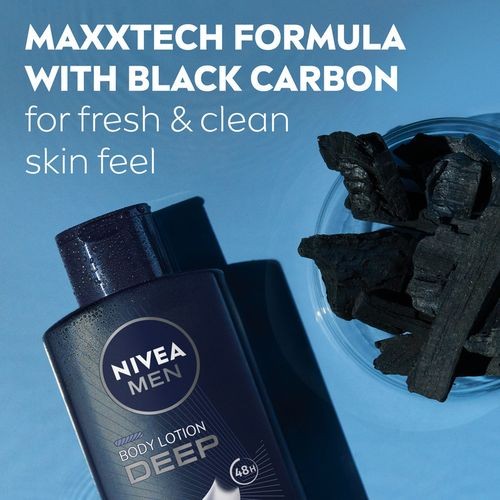 MAXXTECH FORMULA
WITH BLACK CARBON
for fresh & clean
skin feel
NIVEA
MEN
BODY LOTION
DEEP
48H